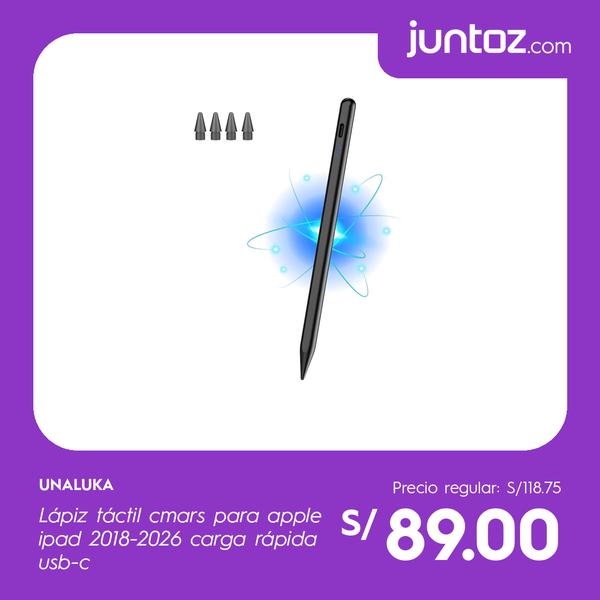 juntoz.com
UNALUKA
Lápiz táctil cmars para apple
ipad 2018-2026 carga rápida
usb-c
Precio regular: S/118.75
S/ 89.00